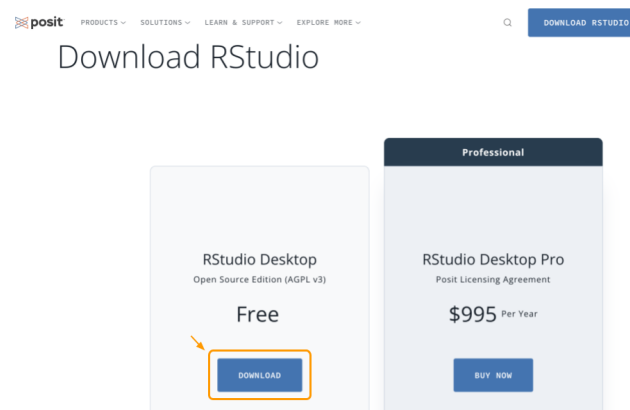 posit
PRODUCTS
SOLUTIONS
LEARN & SUPPORT
EXPLORE MORE
DOWNLOAD RSTUDIO
Download RStudio
Professional
RStudio Desktop
Open Source Edition (AGPL v3)
Free
DOWNLOAD
RStudio Desktop Pro
Posit Licensing Agreement
$995 Per Year
BUY NOW